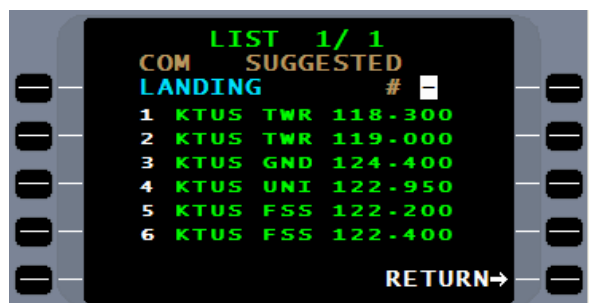 LIST 1/ 1
COM SUGGESTED
LANDING # -
1 KTUS TWR 118.300
2 KTUS TWR 119.000
3 KTUS GND 124.400
4 KTUS UNI 122.950
5 KTUS FSS 122.200
6 KTUS FSS 122.400
RETURN→